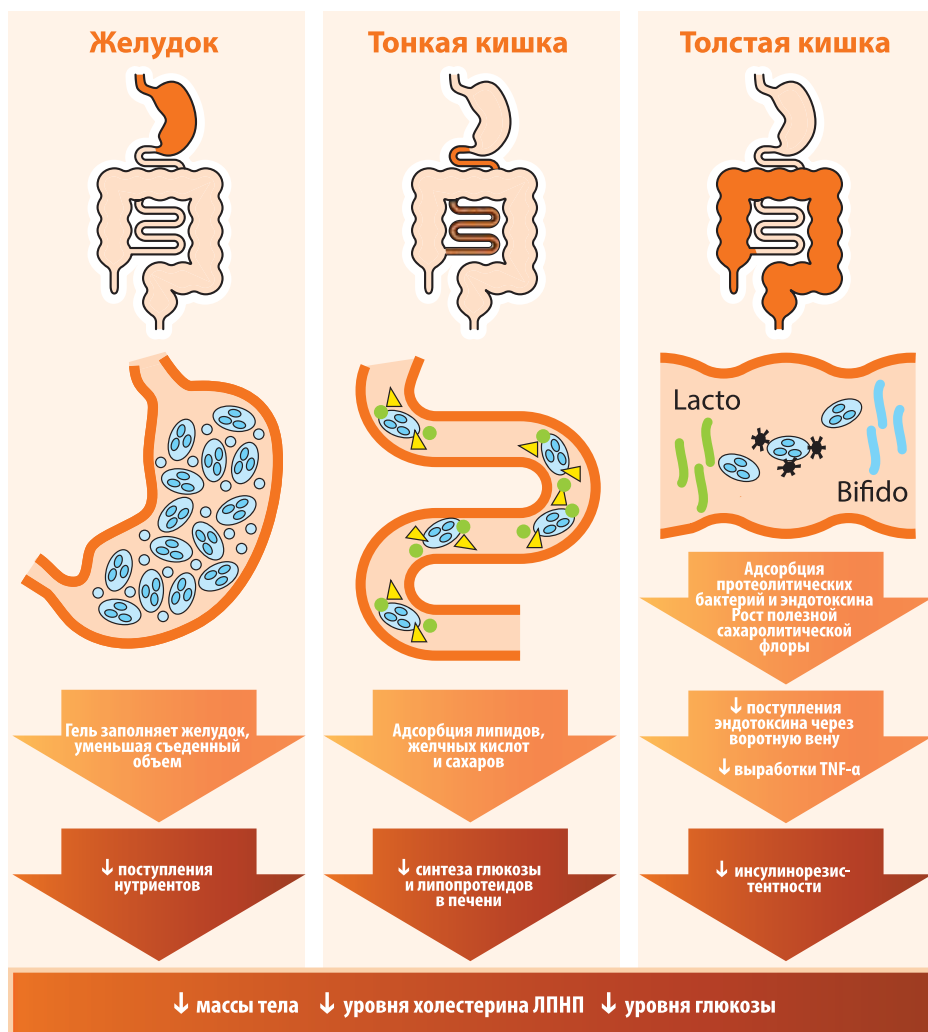 Желудок
Гель заполняет желудок,
уменьшая съеденный
объем
↓ поступления
нутриентов
Тонкая кишка
Адсорбция липидов,
желчных кислот
и сахаров
↓ синтеза глюкозы
и липопротеидов
в печени
Толстая кишка
Lacto
Bifido
Адсорбция
протеолитических
бактерий и эндотоксина
Рост полезной
сахаролитической
флоры
↓ поступления
эндотоксина через
воротную вену
↓ выработки TNF-α
↓ инсулинорезис-
тентности
↓ массы тела ↓ уровня холестерина ЛПНП ↓ уровня глюкозы